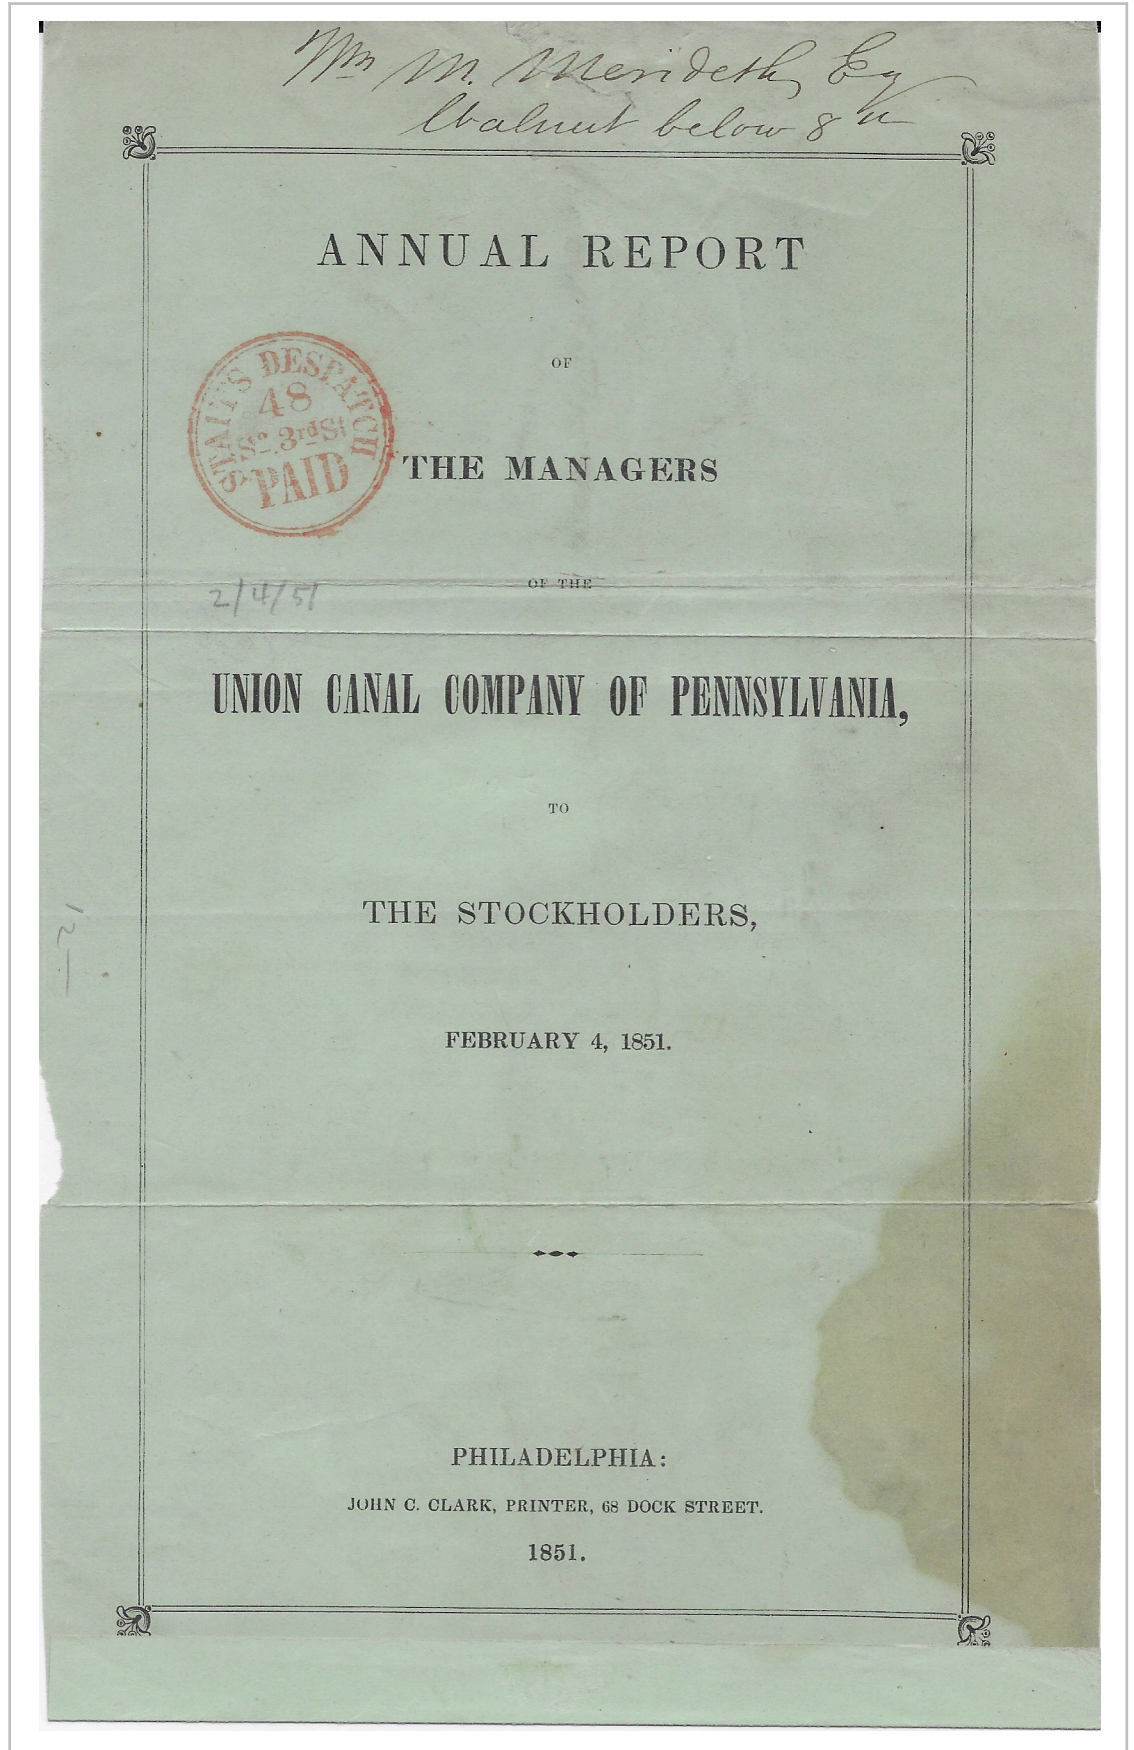 Wm M. Merideth, Esq
Walnut below 8th
ANNUAL REPORT
OF
STAIT'S DESPATCH
48
So. 3rd St
PAID
THE MANAGERS
OF THE
2/4/51
UNION CANAL COMPANY OF PENNSYLVANIA,
TO
THE STOCKHOLDERS,
FEBRUARY 4, 1851.
PHILADELPHIA:
JOHN C. CLARK, PRINTER, 68 DOCK STREET.
1851.